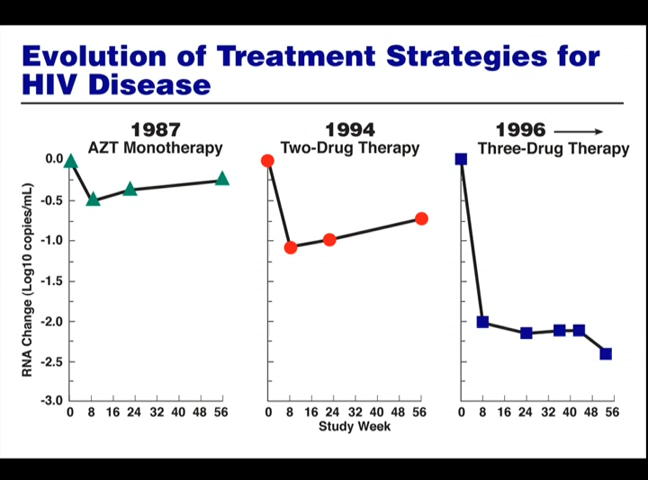 Evolution of Treatment Strategies for
HIV Disease
1987
AZT Monotherapy
1994
Two-Drug Therapy
1996
Three-Drug Therapy
RNA Change (Log10 copies/mL)
0.0
-0.5
-1.0
-1.5
-2.0
-2.5
-3.0
0 8 16 24 32 40 48 56
0 8 16 24 32 40 48 56
0 8 16 24 32 40 48 56
Study Week